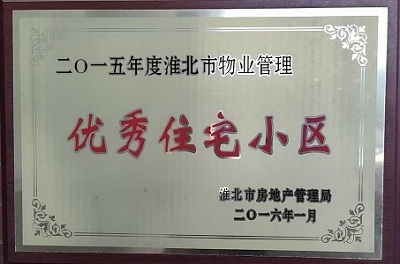 二〇一五年度淮北市物业管理
优秀住宅小区
淮北市房地产管理局
二〇一六年一月